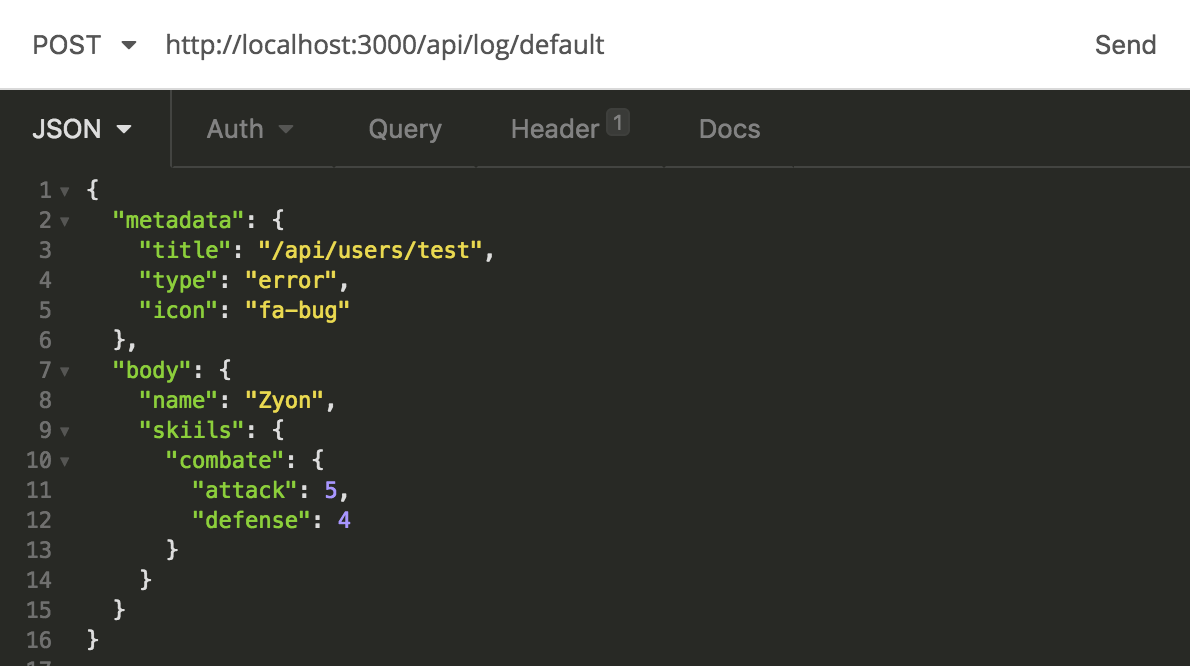 POST http://localhost:3000/api/log/default Send
JSON Auth Query Header 1 Docs
1 {
2 "metadata": {
3 "title": "/api/users/test",
4 "type": "error",
5 "icon": "fa-bug"
6 },
7 "body": {
8 "name": "Zyon",
9 "skiils": {
10 "combate": {
11 "attack": 5,
12 "defense": 4
13 }
14 }
15 }
16 }
17